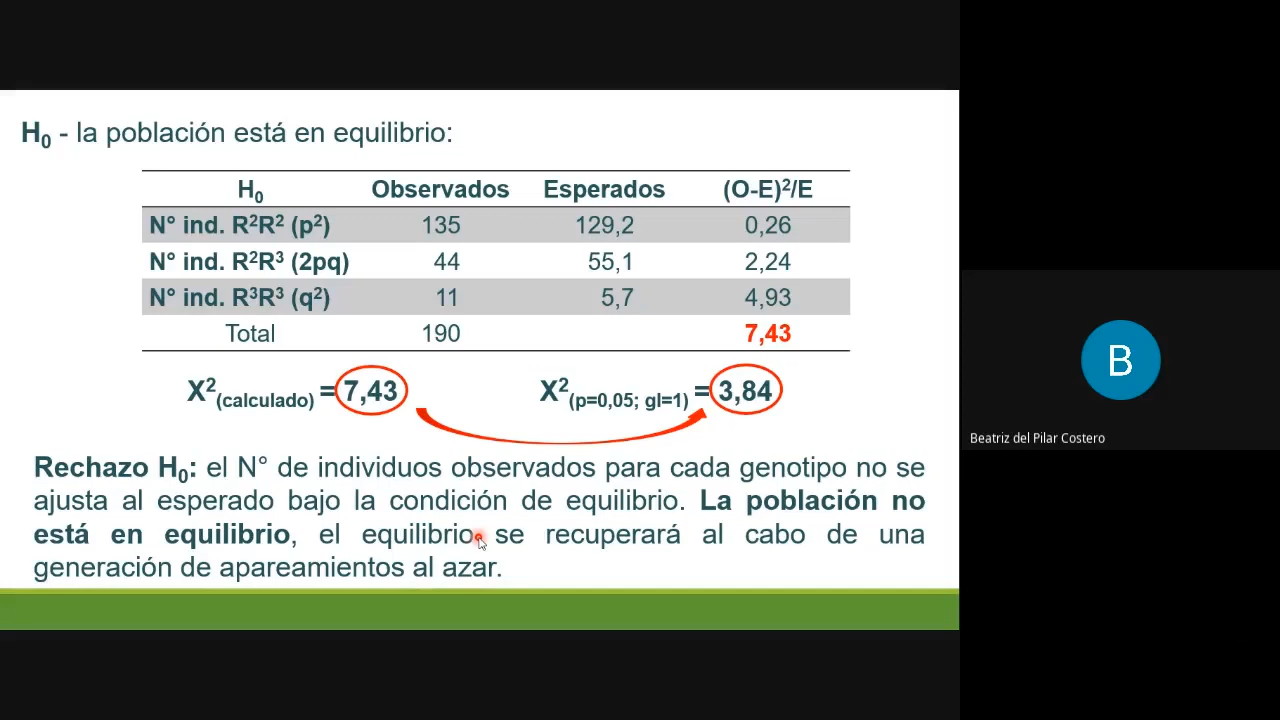 H₀ - la población está en equilibrio:
H₀ Observados Esperados (O-E)²/E
N° ind. R²R² (p²) 135 129,2 0,26
N° ind. R²R³ (2pq) 44 55,1 2,24
N° ind. R³R³ (q²) 11 5,7 4,93
Total 190 7,43
X²(calculado) = 7,43 X²(p=0,05; gl=1) = 3,84
Rechazo H₀: el N° de individuos observados para cada genotipo no se
ajusta al esperado bajo la condición de equilibrio. La población no
está en equilibrio, el equilibrio se recuperará al cabo de una
generación de apareamientos al azar.
B
Beatriz del Pilar Costero